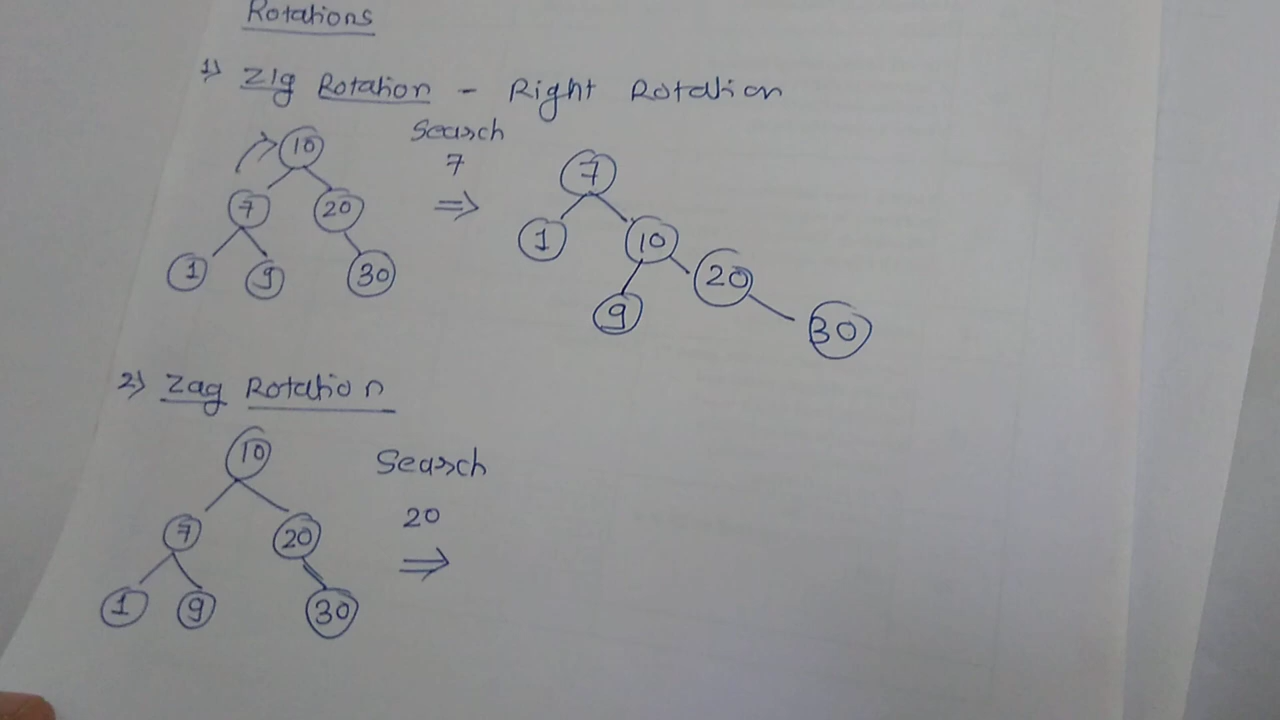 Rotations
1) Zig Rotation - Right Rotation
10 Search
7 20 7 ⇒ 7
1 9 30 1 10 20
9 30
2) Zag Rotation
10 Search
7 20 20 ⇒
1 9 30